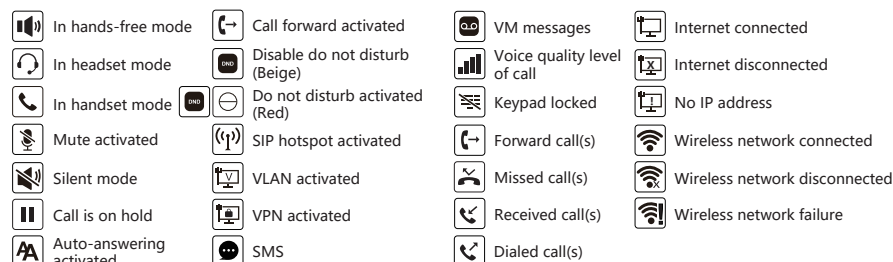 In hands-free mode
Call forward activated
VM messages
Internet connected
In headset mode
DND
Disable do not disturb
(Beige)
Voice quality level
of call
X
Internet disconnected
In handset mode
DND
Do not disturb activated
(Red)
Keypad locked
!
No IP address
Mute activated
SIP hotspot activated
Forward call(s)
Wireless network connected
Silent mode
V
VLAN activated
Missed call(s)
X
Wireless network disconnected
Call is on hold
VPN activated
Received call(s)
!
Wireless network failure
AA
Auto-answering
activated
SMS
Dialed call(s)